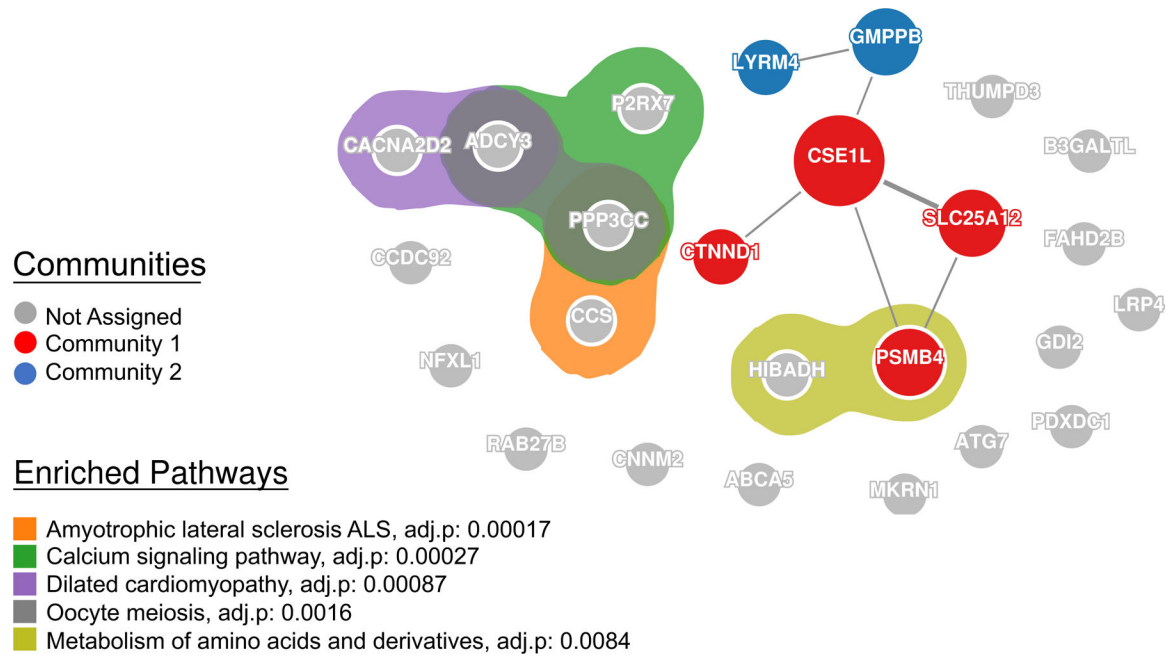 GMPPB
LYRM4
THUMPD3
P2RX7
CACNA2D2
ADCY3
B3GALTL
CSE1L
PPP3CC
SLC25A12
CTNND1
FAHD2B
CCDC92
Communities
LRP4
Not Assigned
CCS
GDI2
Community 1
NFXL1
PSMB4
HIBADH
Community 2
PDXDC1
RAB27B
ATG7
CNNM2
Enriched Pathways
ABCA5
MKRN1
Amyotrophic lateral sclerosis ALS, adj.p: 0.00017
Calcium signaling pathway, adj.p: 0.00027
Dilated cardiomyopathy, adj.p: 0.00087
Oocyte meiosis, adj.p: 0.0016
Metabolism of amino acids and derivatives, adj.p: 0.0084